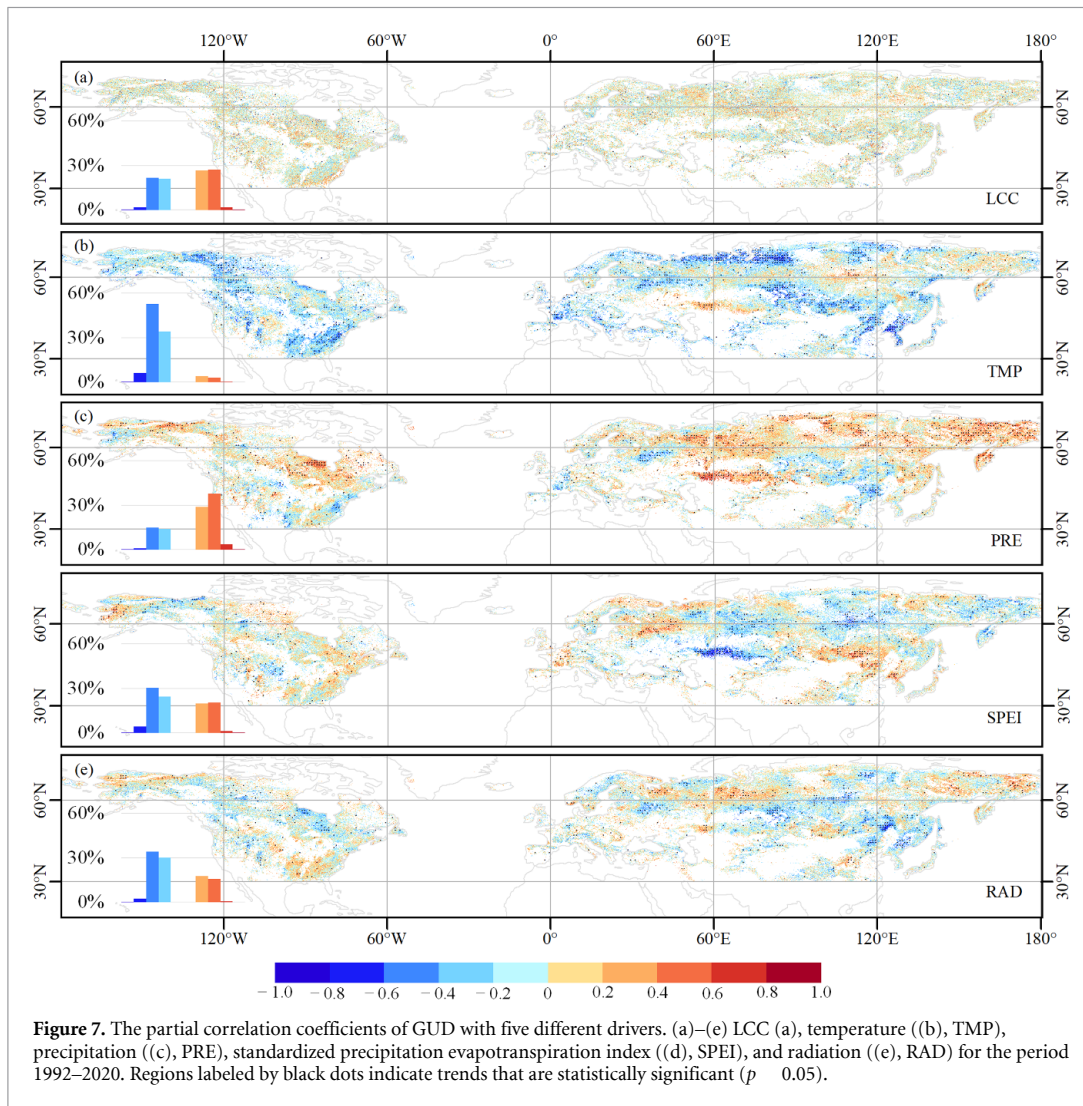 120°W 60°W 0° 60°E 120°E 180°
(a)
60°N
60%
30%
0%
30°N
LCC
60°N
30°N
(b)
60°N
60%
30%
0%
30°N
TMP
60°N
30°N
(c)
60°N
60%
30%
0%
30°N
PRE
60°N
30°N
60°N
60%
30%
0%
30°N
SPEI
60°N
30°N
(e)
60°N
60%
30%
0%
30°N
RAD
60°N
30°N
120°W 60°W 0° 60°E 120°E 180°
−1.0 −0.8 −0.6 −0.4 −0.2 0 0.2 0.4 0.6 0.8 1.0
Figure 7. The partial correlation coefficients of GUD with five different drivers. (a)–(e) LCC (a), temperature ((b), TMP),
precipitation ((c), PRE), standardized precipitation evapotranspiration index ((d), SPEI), and radiation ((e), RAD) for the period
1992–2020. Regions labeled by black dots indicate trends that are statistically significant (p 0.05).